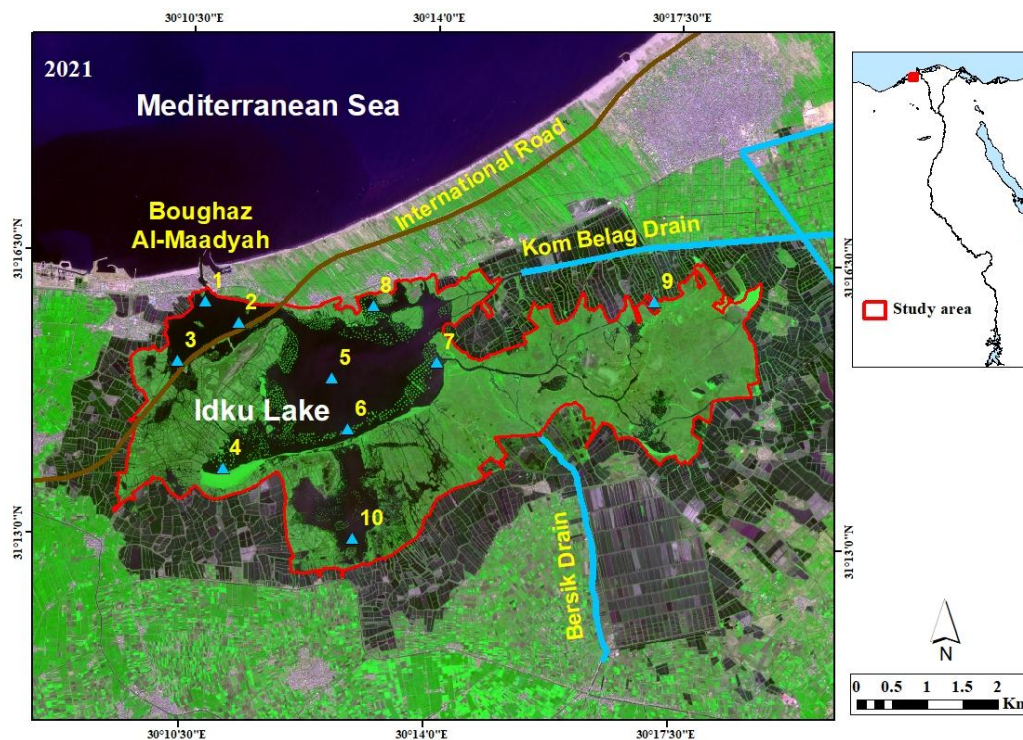 30°10'30"E
30°14'0"E
30°17'30"E
2021
Mediterranean Sea
International Road
Boughaz
Al-Maadyah
Kom Belag Drain
31°16'30"N
31°16'30"N
1
2
3
8
9
7
5
6
Idku Lake
4
10
Bersik Drain
31°13'0"N
31°13'0"N
30°10'30"E
30°14'0"E
30°17'30"E
Study area
N
0 0.5 1 1.5 2
Km